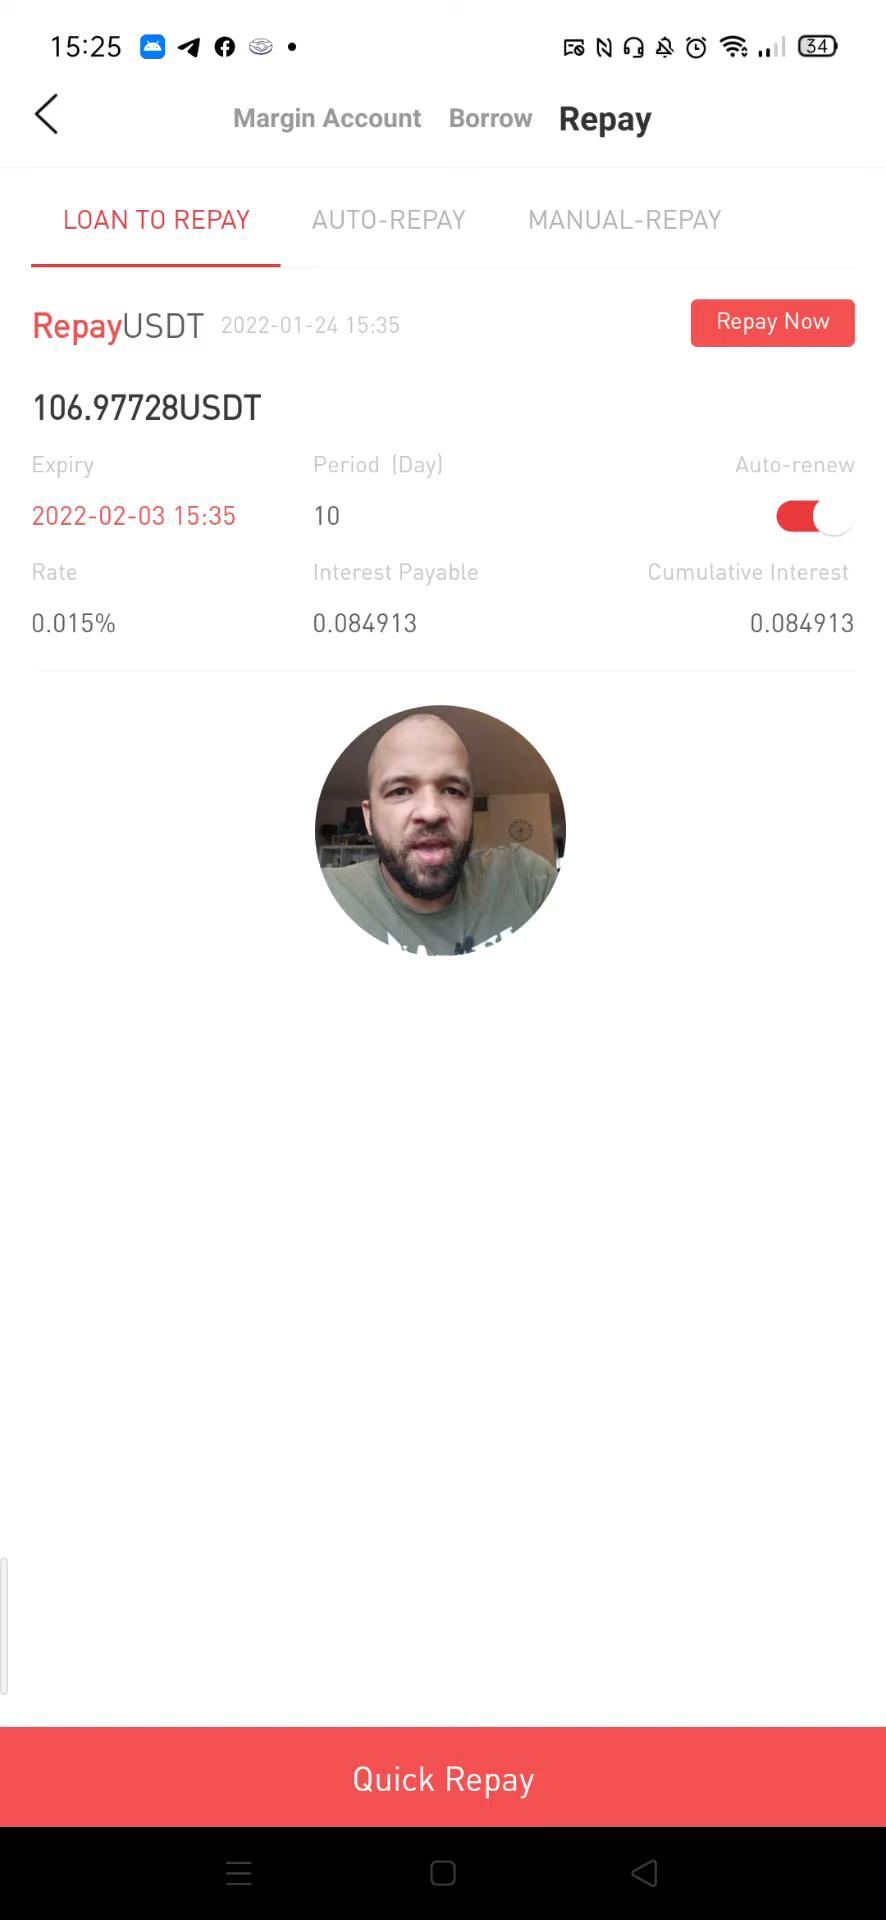 15:25 34
Margin Account Borrow Repay
LOAN TO REPAY AUTO-REPAY MANUAL-REPAY
RepayUSDT 2022-01-24 15:35 Repay Now
106.97728USDT
Expiry Period (Day) Auto-renew
2022-02-03 15:35 10
Rate Interest Payable Cumulative Interest
0.015% 0.084913 0.084913
Quick Repay